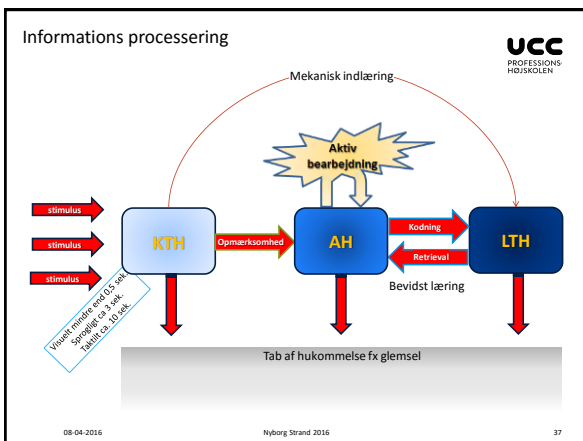 Informations processering
UCC
PROFESSIONS-
HØJSKOLEN
Mekanisk indlæring
Aktiv
bearbejdning
stimulus
stimulus
stimulus
KTH
Opmærksomhed
AH
Kodning
Retrieval
LTH
Bevidst læring
Visuelt mindre end 0,5 sek.
Sprogligt ca 3 sek.
Taktilt ca. 10 sek.
Tab af hukommelse fx glemsel
08-04-2016
Nyborg Strand 2016
37